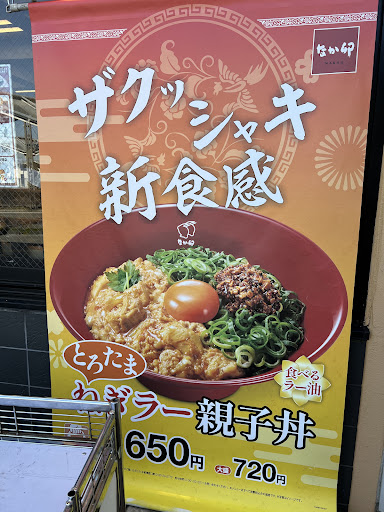 なか卯
ザクッシャキ
新食感
なか卯
とろたま
ねぎラー親子丼
食べる
ラー油
650円
大盛 720円